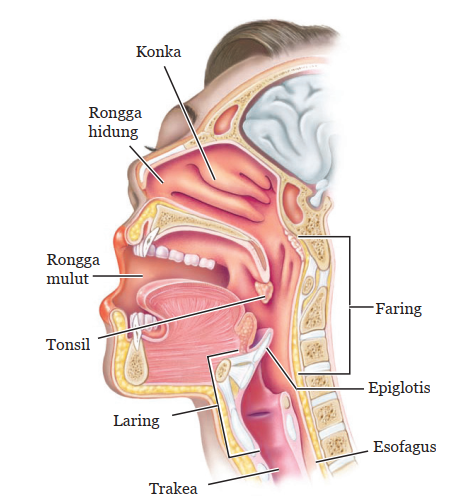 Konka
Rongga
hidung
Rongga
mulut
Faring
Tonsil
Epiglotis
Laring
Esofagus
Trakea